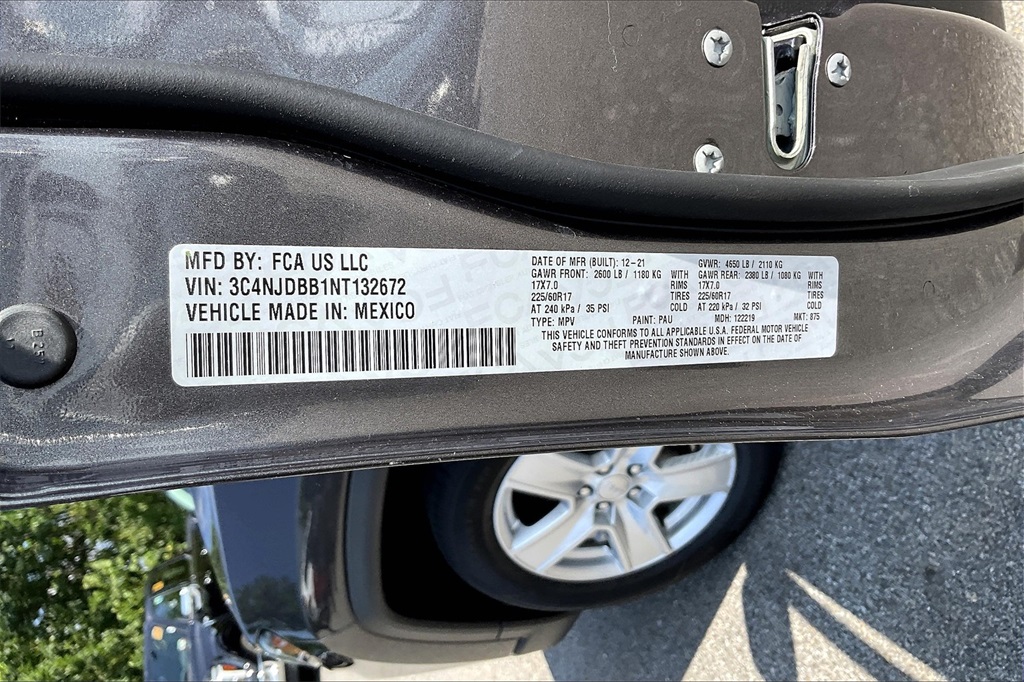 MFD BY: FCA US LLC
VIN: 3C4NJDBB1NT132672
VEHICLE MADE IN: MEXICO
DATE OF MFR (BUILT): 12-21 GVWR: 4650 LB / 2110 KG
GAWR FRONT: 2600 LB / 1180 KG WITH GAWR REAR: 2380 LB / 1080 KG WITH
17X7.0 RIMS 17X7.0 RIMS
225/60R17 TIRES 225/60R17 TIRES
AT 240 kPa / 35 PSI COLD AT 220 kPa / 32 PSI COLD
TYPE: MPV PAINT: PAU MDH: 122219 MKT: 875
THIS VEHICLE CONFORMS TO ALL APPLICABLE U.S.A. FEDERAL MOTOR VEHICLE
SAFETY AND THEFT PREVENTION STANDARDS IN EFFECT ON THE DATE OF
MANUFACTURE SHOWN ABOVE.